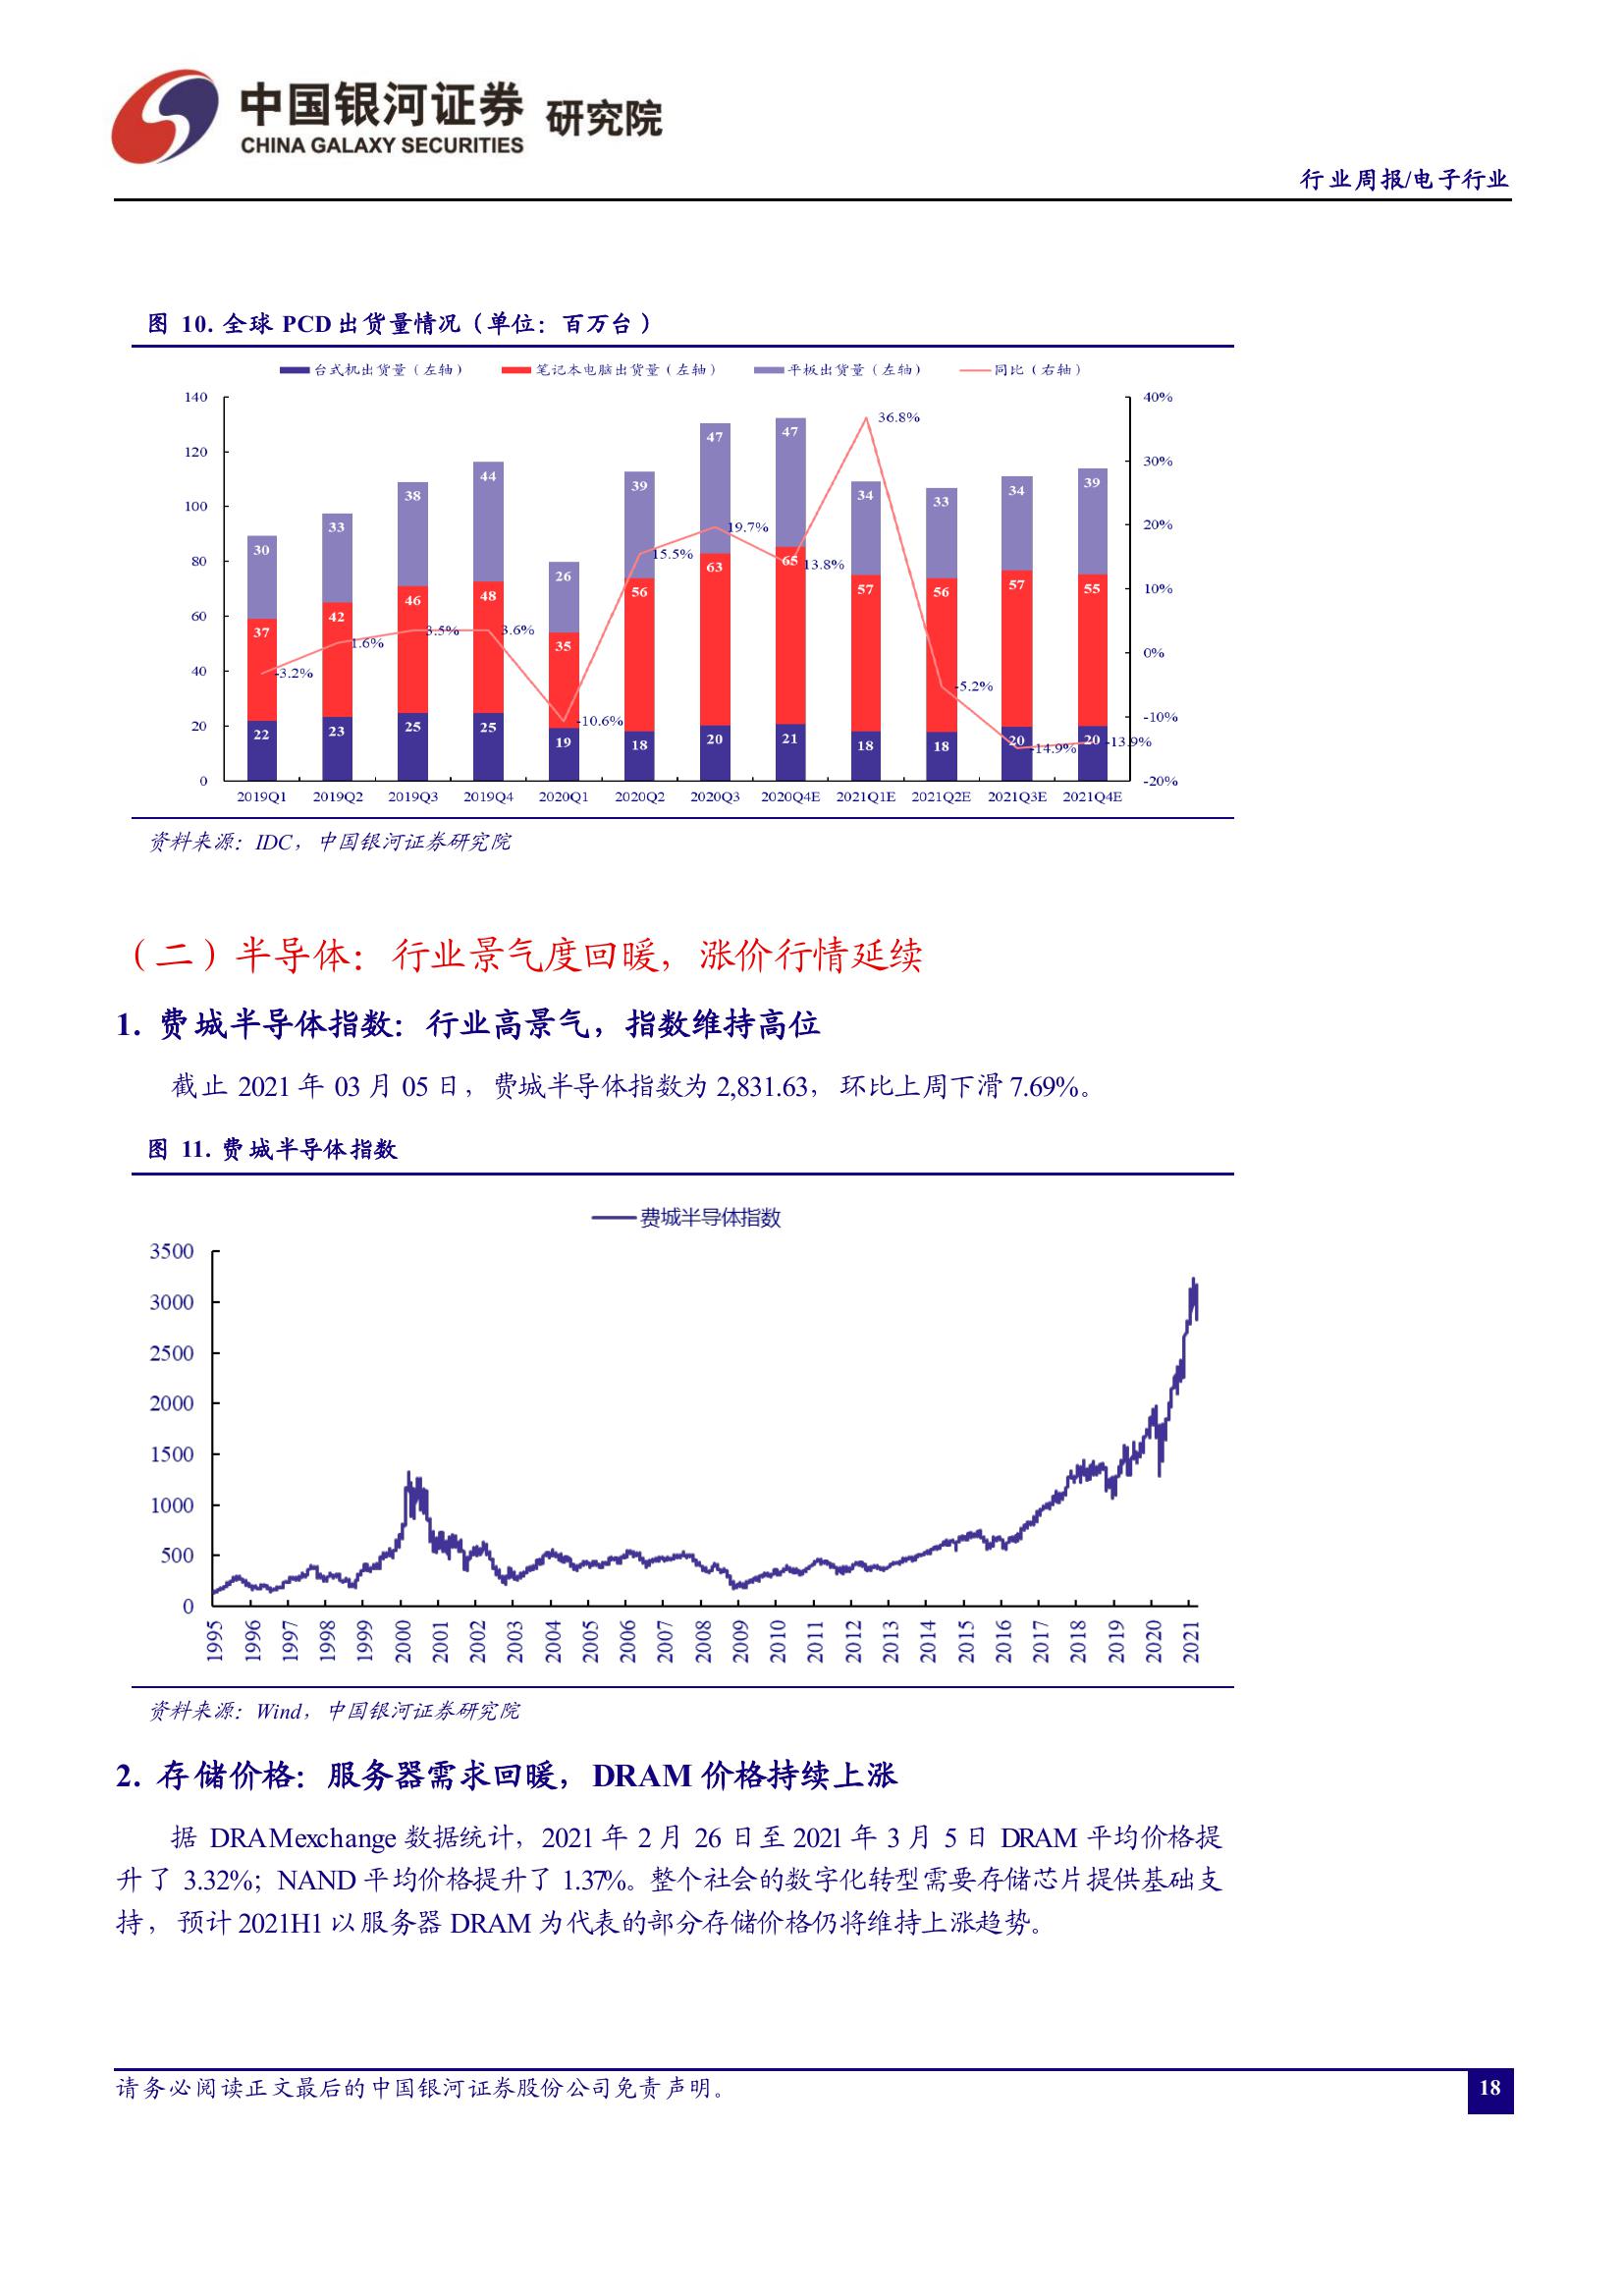 中国银河证券 研究院
CHINA GALAXY SECURITIES
行业周报/电子行业
图 10. 全球 PCD 出货量情况（单位：百万台）
台式机出货量（左轴） 笔记本电脑出货量（左轴） 平板出货量（左轴） 同比（右轴）
140 40%
120 30%
100 20%
80 10%
60 0%
40 -10%
20 -20%
0
30 33 38 44 26 39 47 47 34 33 34 39
37 42 46 48 35 56 63 65 57 56 57 55
22 23 25 25 19 18 20 21 18 18 20 20
-3.2% 1.6% 3.5% 3.6% -10.6% 15.5% 19.7% 13.8% 36.8% -5.2% -14.9% -13.9%
2019Q1 2019Q2 2019Q3 2019Q4 2020Q1 2020Q2 2020Q3 2020Q4E 2021Q1E 2021Q2E 2021Q3E 2021Q4E
资料来源：IDC，中国银河证券研究院
（二）半导体：行业景气度回暖，涨价行情延续
1. 费城半导体指数：行业高景气，指数维持高位
截止 2021 年 03 月 05 日，费城半导体指数为 2,831.63，环比上周下滑 7.69%。
图 11. 费城半导体指数
费城半导体指数
3500
3000
2500
2000
1500
1000
500
0
1995 1996 1997 1998 1999 2000 2001 2002 2003 2004 2005 2006 2007 2008 2009 2010 2011 2012 2013 2014 2015 2016 2017 2018 2019 2020 2021
资料来源：Wind，中国银河证券研究院
2. 存储价格：服务器需求回暖，DRAM 价格持续上涨
据 DRAMexchange 数据统计，2021 年 2 月 26 日至 2021 年 3 月 5 日 DRAM 平均价格提
升了 3.32%；NAND 平均价格提升了 1.37%。整个社会的数字化转型需要存储芯片提供基础支
持，预计 2021H1 以服务器 DRAM 为代表的部分存储价格仍将维持上涨趋势。
请务必阅读正文最后的中国银河证券股份公司免责声明。
18